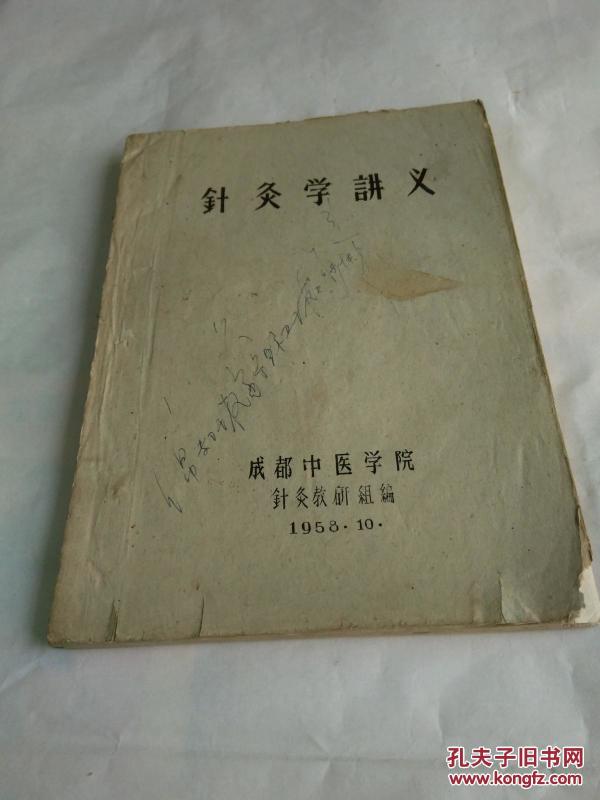 針灸学講义
成都中医学院
針灸教研組編
1958.10.
孔夫子旧书网
www.kongfz.com